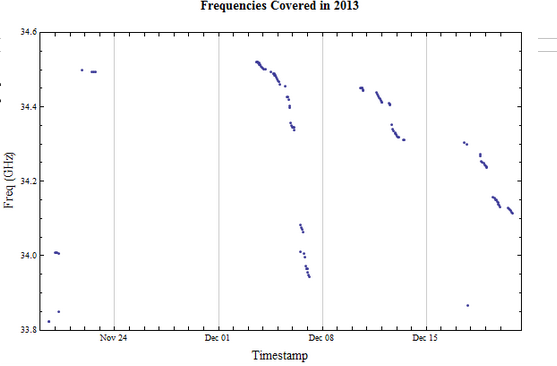 Frequencies Covered in 2013
34.6
34.4
34.2
34.0
33.8
Freq (GHz)
Nov 24 Dec 01 Dec 08 Dec 15
Timestamp